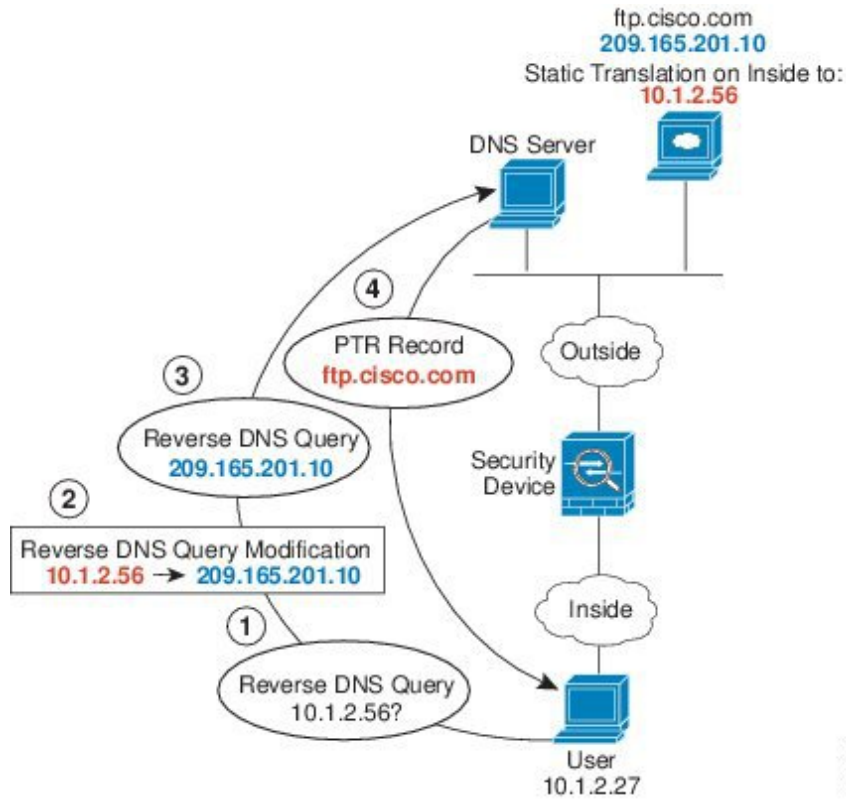 ftp.cisco.com
209.165.201.10
Static Translation on Inside to:
10.1.2.56
DNS Server
4
PTR Record
ftp.cisco.com
Outside
3
Reverse DNS Query
209.165.201.10
Security
Device
2
Reverse DNS Query Modification
10.1.2.56 → 209.165.201.10
Inside
1
Reverse DNS Query
10.1.2.56?
User
10.1.2.27